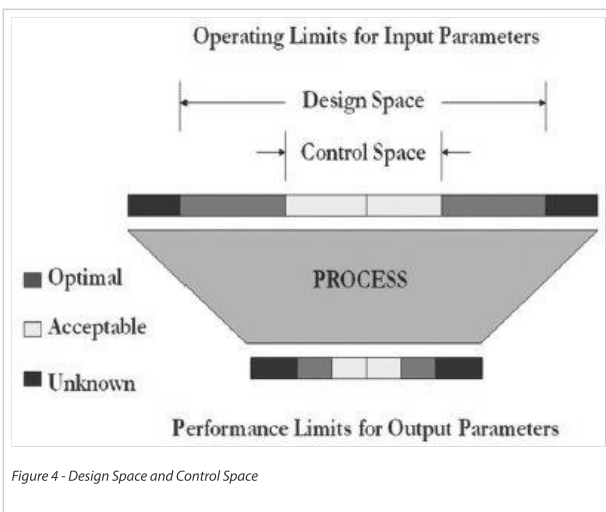 Operating Limits for Input Parameters
Design Space
Control Space
PROCESS
Optimal
Acceptable
Unknown
Performance Limits for Output Parameters
Figure 4 - Design Space and Control Space